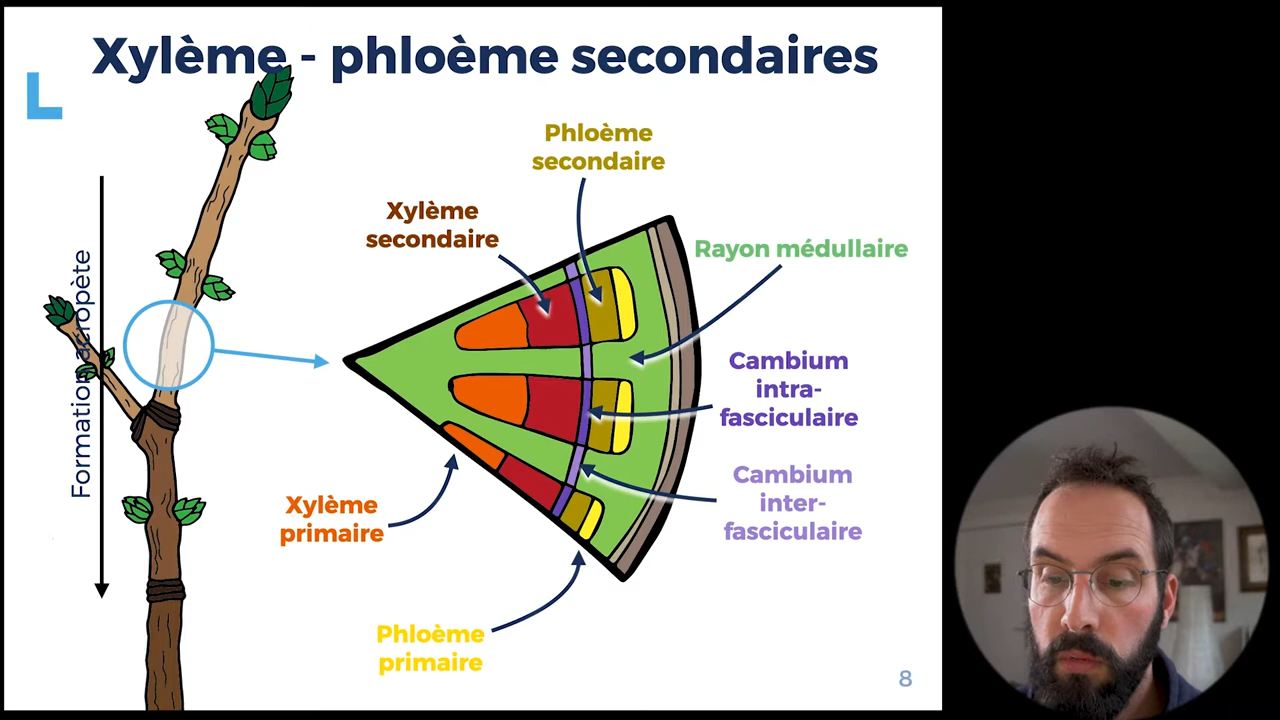 Xylème - phloème secondaires
Phloème
secondaire
Xylème
secondaire
Rayon médullaire
Formation acropète
Cambium
intra-
fasciculaire
Cambium
inter-
fasciculaire
Xylème
primaire
Phloème
primaire
8